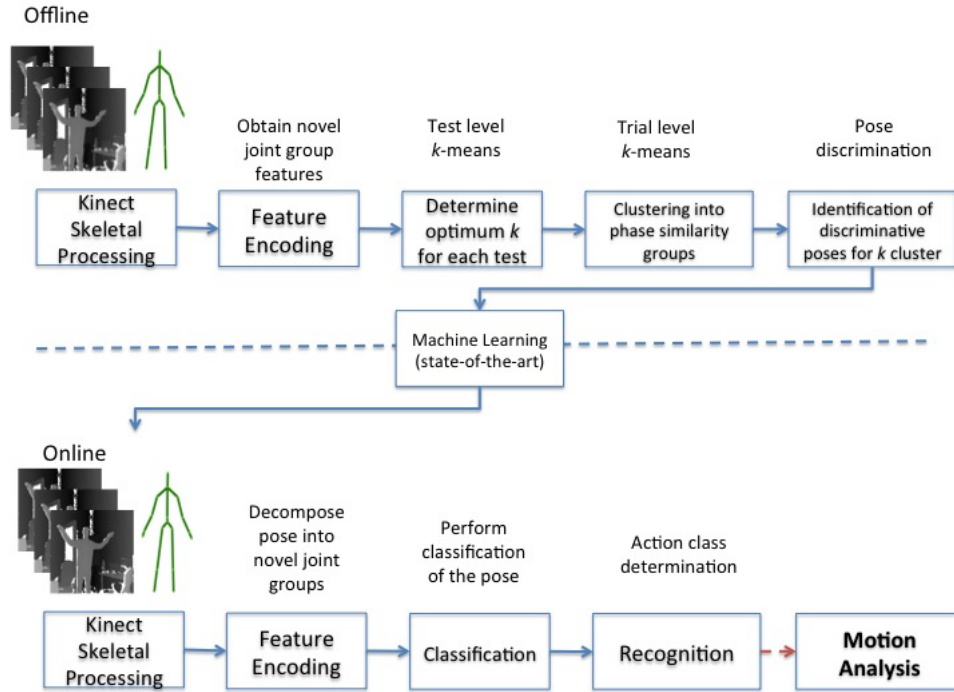 Offline
Obtain novel
joint group
features
Test level
k-means
Trial level
k-means
Pose
discrimination
Kinect
Skeletal
Processing
Feature
Encoding
Determine
optimum k
for each test
Clustering into
phase similarity
groups
Identification of
discriminative
poses for k cluster
Machine Learning
(state-of-the-art)
Online
Decompose
pose into
novel joint
groups
Perform
classification
of the pose
Action class
determination
Kinect
Skeletal
Processing
Feature
Encoding
Classification
Recognition
Motion
Analysis